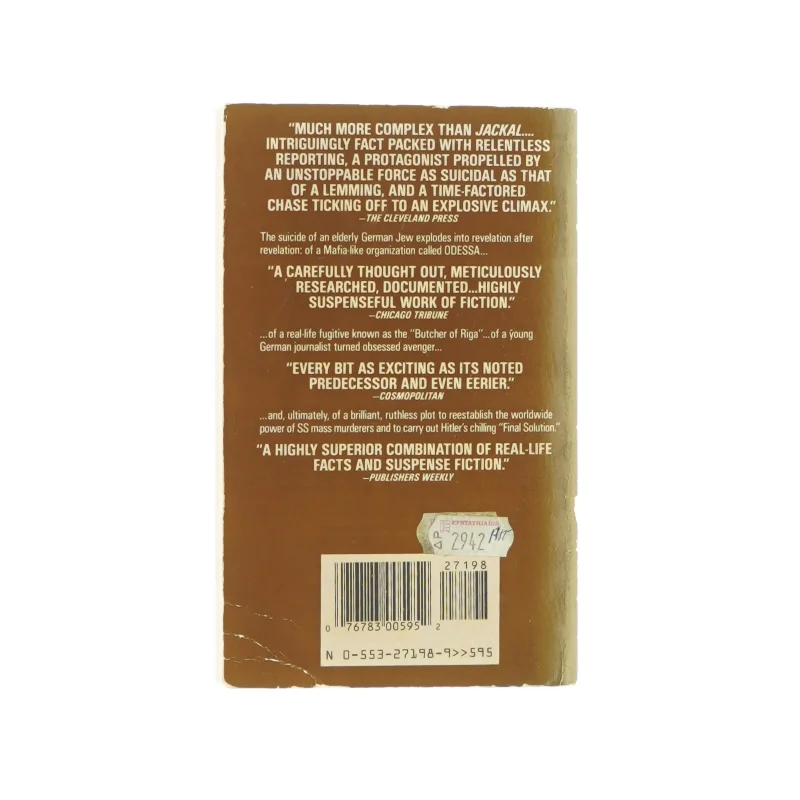 “MUCH MORE COMPLEX THAN JACKAL....
INTRIGUINGLY FACT PACKED WITH RELENTLESS
REPORTING, A PROTAGONIST PROPELLED BY
AN UNSTOPPABLE FORCE AS SUICIDAL AS THAT
OF A LEMMING, AND A TIME-FACTORED
CHASE TICKING OFF TO AN EXPLOSIVE CLIMAX.”
—THE CLEVELAND PRESS
The suicide of an elderly German Jew explodes into revelation after
revelation: of a Mafia-like organization called ODESSA...
“A CAREFULLY THOUGHT OUT, METICULOUSLY
RESEARCHED, DOCUMENTED...HIGHLY
SUSPENSEFUL WORK OF FICTION.”
—CHICAGO TRIBUNE
...of a real-life fugitive known as the “Butcher of Riga”...of a young
German journalist turned obsessed avenger...
“EVERY BIT AS EXCITING AS ITS NOTED
PREDECESSOR AND EVEN EERIER.”
—COSMOPOLITAN
...and, ultimately, of a brilliant, ruthless plot to reestablish the worldwide
power of SS mass murderers and to carry out Hitler's chilling “Final Solution.”
“A HIGHLY SUPERIOR COMBINATION OF REAL-LIFE
FACTS AND SUSPENSE FICTION.”
—PUBLISHERS WEEKLY
ΔΡ
2942
27198
0 76783 00595 2
N 0-553-27198-9>>595